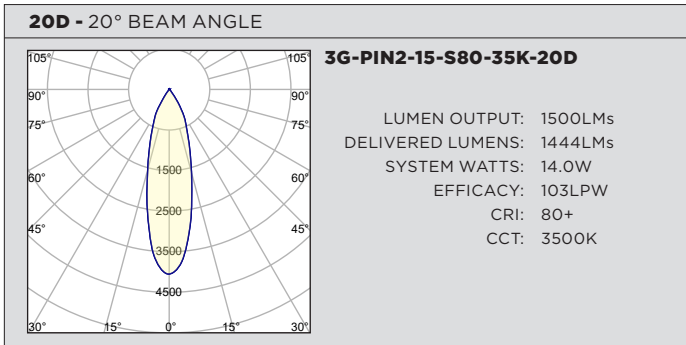 20D - 20° BEAM ANGLE
105°
105°
3G-PIN2-15-S80-35K-20D
90°
90°
75°
75°
LUMEN OUTPUT: 1500LMs
DELIVERED LUMENS: 1444LMs
1500
SYSTEM WATTS: 14.0W
60°
60°
EFFICACY: 103LPW
2500
CRI: 80+
45°
45°
CCT: 3500K
3500
4500
30°
15°
0°
15°
30°